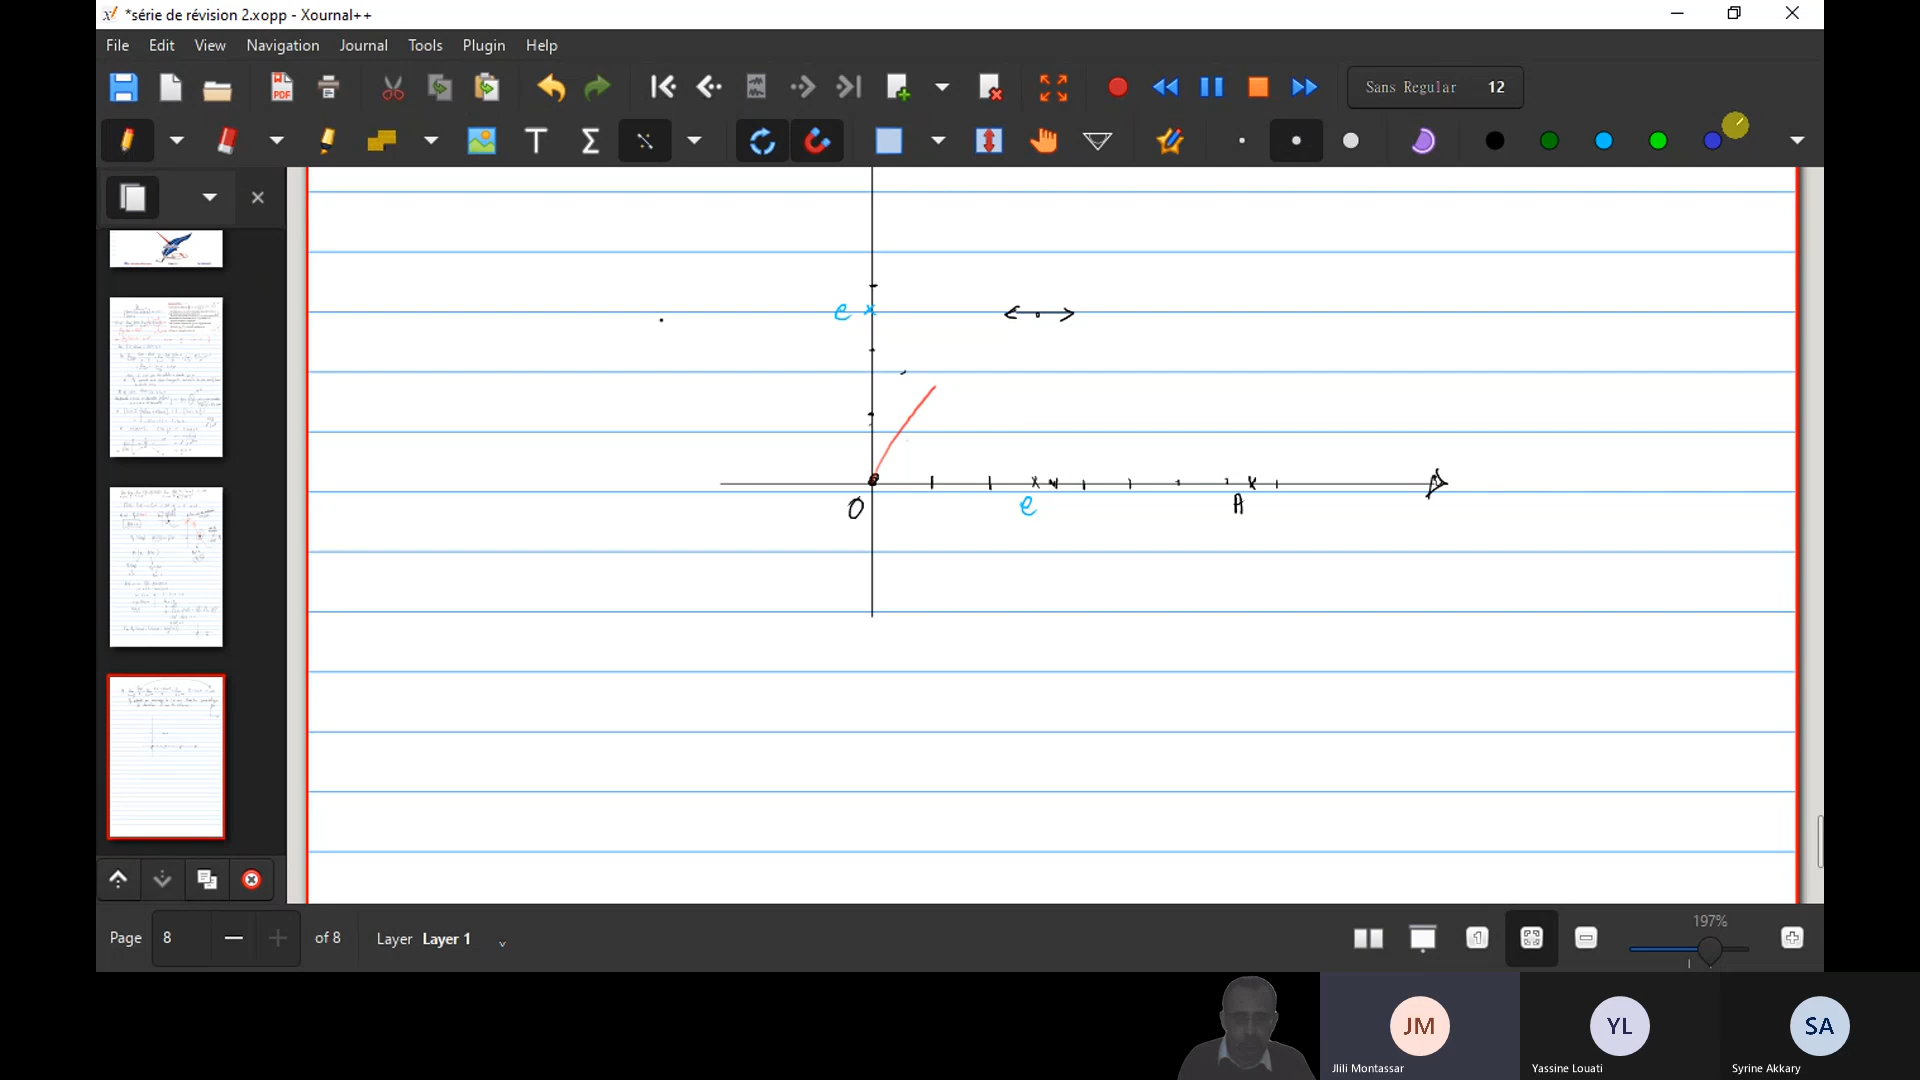 *série de révision 2.xopp - Xournal++
File Edit View Navigation Journal Tools Plugin Help
PDF
Sans Regular 12
T Σ
e
O e A
Page 8 of 8 Layer Layer 1
197%
JM YL SA
Jlili Montassar Yassine Louati Syrine Akkary